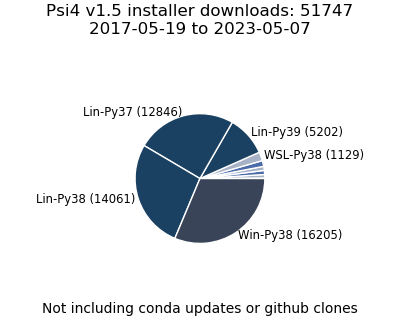 Psi4 v1.5 installer downloads: 51747
2017-05-19 to 2023-05-07
Lin-Py37 (12846)
Lin-Py39 (5202)
WSL-Py38 (1129)
Lin-Py38 (14061)
Win-Py38 (16205)
Not including conda updates or github clones